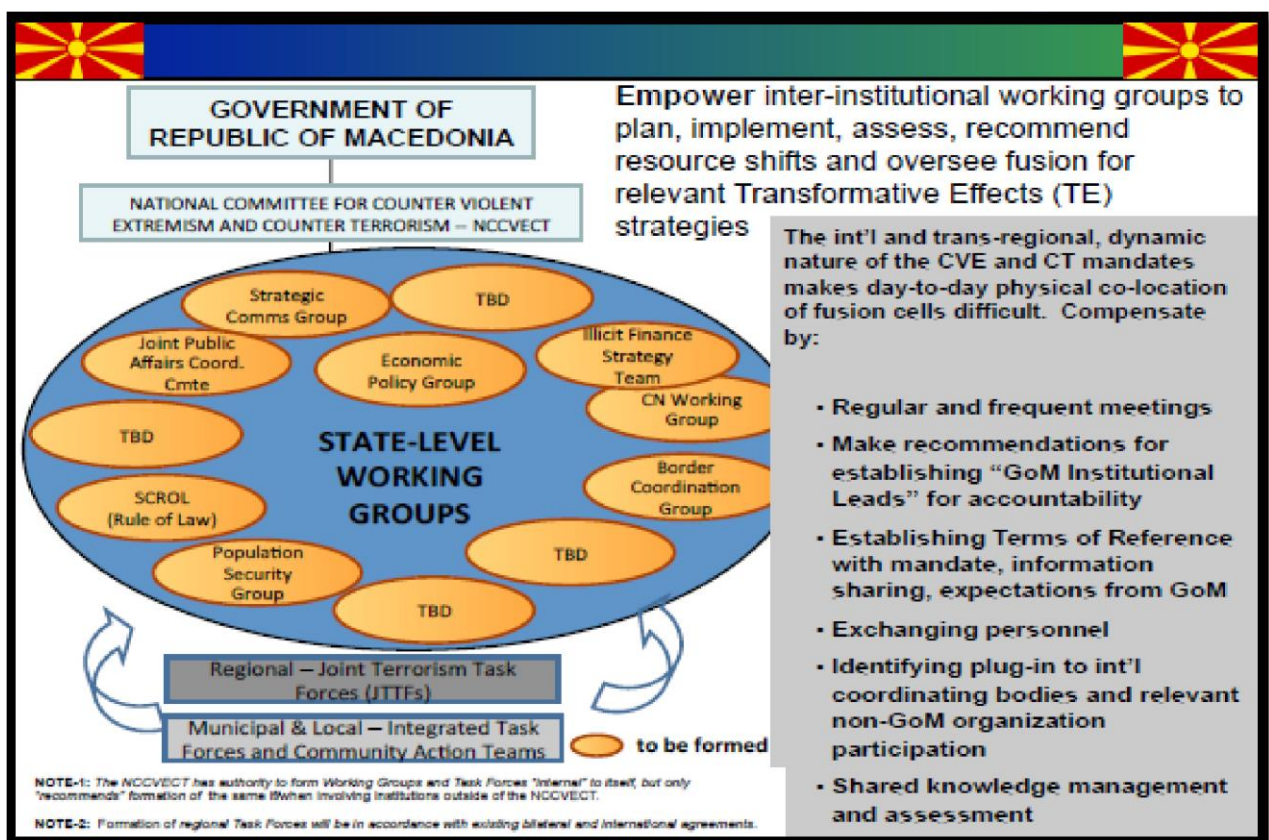 GOVERNMENT OF
REPUBLIC OF MACEDONIA
NATIONAL COMMITTEE FOR COUNTER VIOLENT
EXTREMISM AND COUNTER TERRORISM – NCCVECT
Empower inter-institutional working groups to
plan, implement, assess, recommend
resource shifts and oversee fusion for
relevant Transformative Effects (TE)
strategies
Strategic
Comms Group
TBD
Joint Public
Affairs Coord.
Cmte
Economic
Policy Group
Illicit Finance
Strategy
Team
CN Working
Group
TBD
STATE-LEVEL
WORKING
GROUPS
Border
Coordination
Group
SCROL
(Rule of Law)
Population
Security
Group
TBD
TBD
Regional – Joint Terrorism Task
Forces (JTTFs)
Municipal & Local – Integrated Task
Forces and Community Action Teams
to be formed
The int'l and trans-regional, dynamic
nature of the CVE and CT mandates
makes day-to-day physical co-location
of fusion cells difficult. Compensate
by:
• Regular and frequent meetings
• Make recommendations for
establishing “GoM Institutional
Leads” for accountability
• Establishing Terms of Reference
with mandate, information
sharing, expectations from GoM
• Exchanging personnel
• Identifying plug-in to int'l
coordinating bodies and relevant
non-GoM organization
participation
• Shared knowledge management
and assessment
NOTE-1: The NCCVECT has authority to form Working Groups and Task Forces "internal" to itself, but only
"recommends" formation of the same if/when involving institutions outside of the NCCVECT.
NOTE-2: Formation of regional Task Forces will be in accordance with existing bilateral and international agreements.